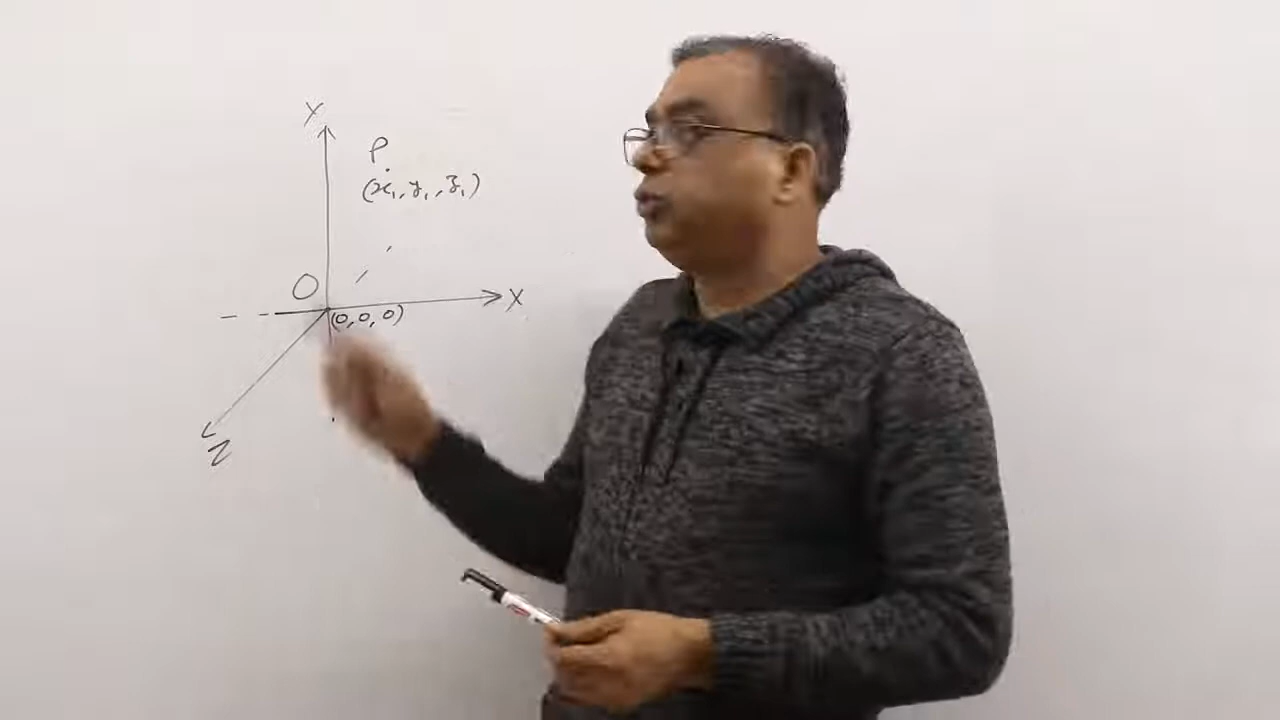 Y
P
(x₁, y₁, z₁)
O
X
(0, 0, 0)
Z